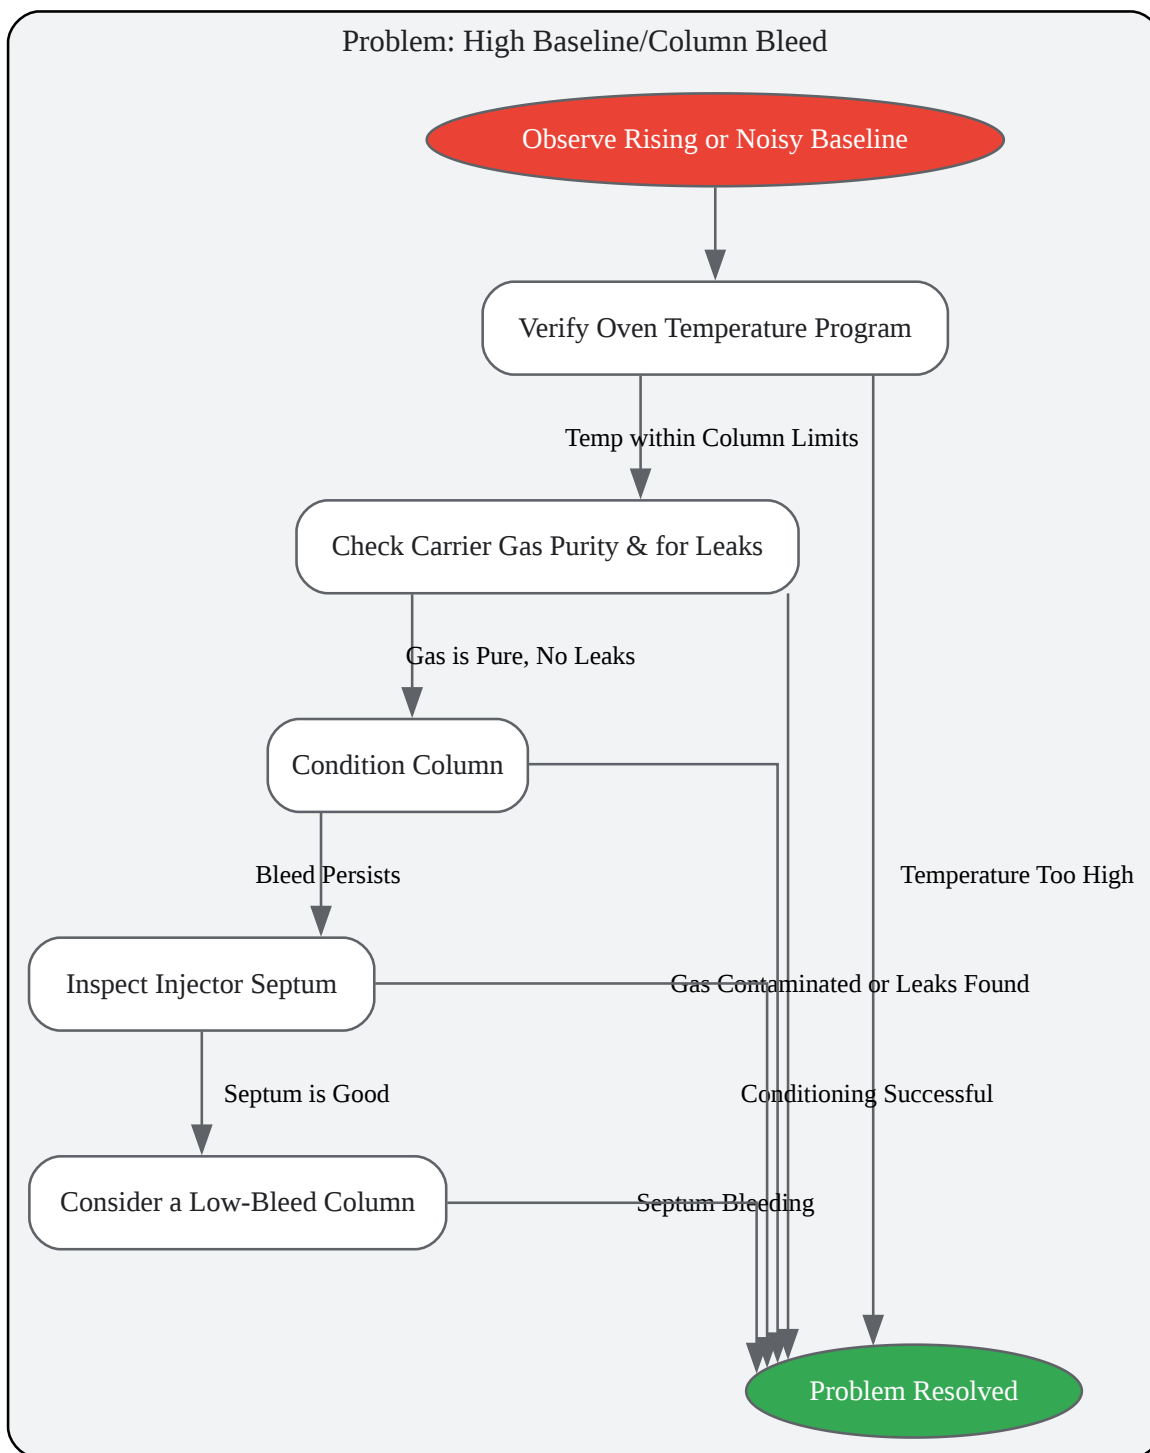 Problem: High Baseline/Column Bleed
Observe Rising or Noisy Baseline
Verify Oven Temperature Program
Temp within Column Limits
Check Carrier Gas Purity & for Leaks
Gas is Pure, No Leaks
Condition Column
Bleed Persists
Temperature Too High
Inspect Injector Septum
Gas Contaminated or Leaks Found
Septum is Good
Conditioning Successful
Consider a Low-Bleed Column
Septum Bleeding
Problem Resolved